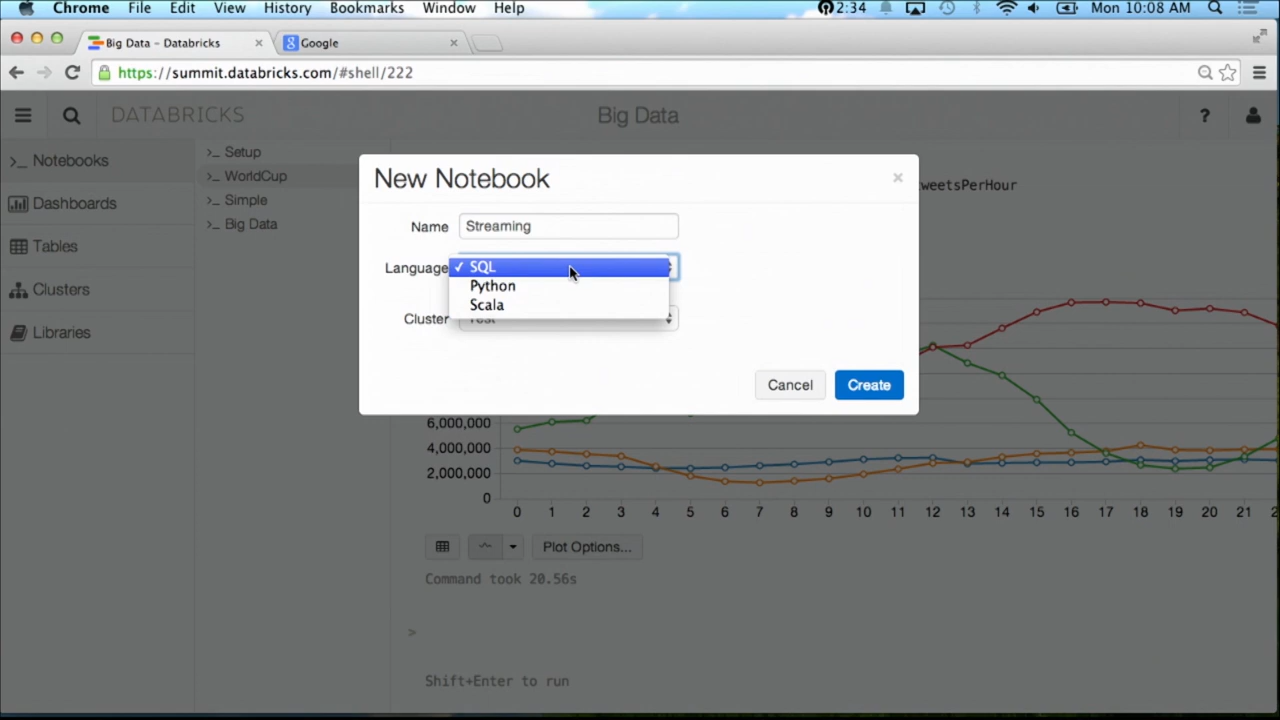 Chrome File Edit View History Bookmarks Window Help 2:34 Mon 10:08 AM
Big Data – Databricks × Google ×
https://summit.databricks.com/#shell/222
DATABRICKS Big Data ?
>_ Notebooks
Dashboards
Tables
Clusters
Libraries
>_ Setup
>_ WorldCup
>_ Simple
>_ Big Data
New Notebook ×
Name Streaming
Language ✓ SQL
Python
Scala
Cluster
Cancel Create
weetsPerHour
6,000,000
4,000,000
2,000,000
0
0 1 2 3 4 5 6 7 8 9 10 11 12 13 14 15 16 17 18 19 20 21
Plot Options...
Command took 20.56s
>
Shift+Enter to run